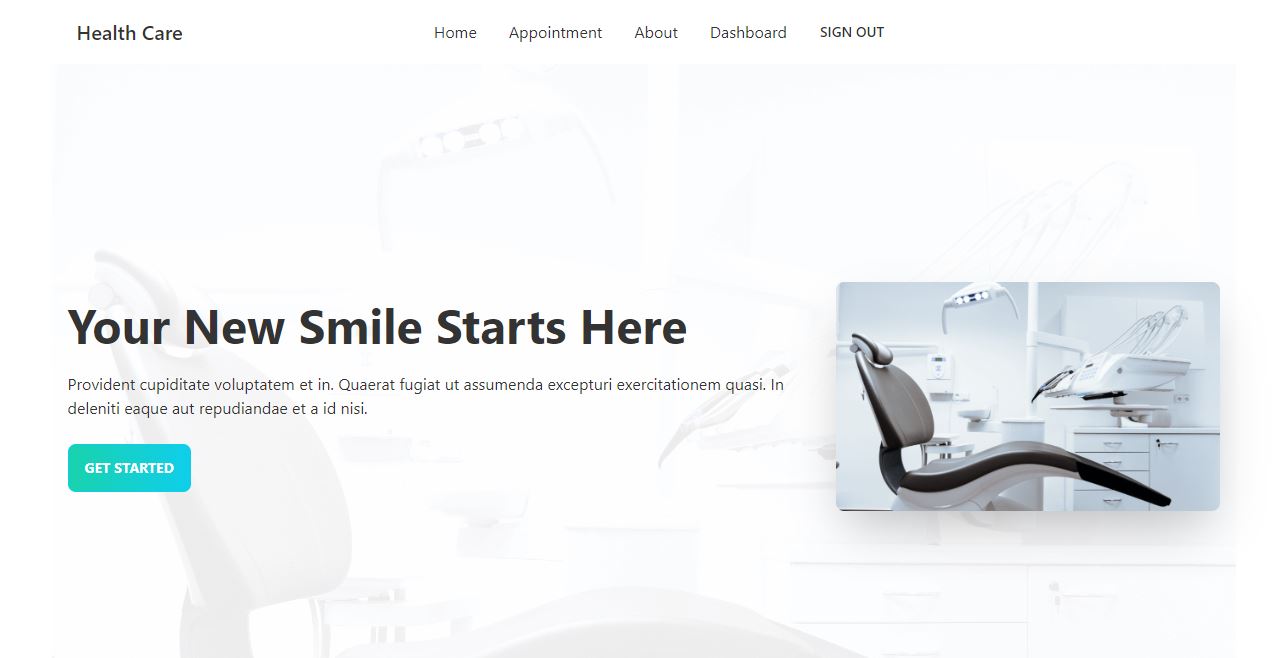 Health Care
Home Appointment About Dashboard SIGN OUT
Your New Smile Starts Here
Provident cupiditate voluptatem et in. Quaerat fugiat ut assumenda excepturi exercitationem quasi. In
deleniti eaque aut repudiandae et a id nisi.
GET STARTED